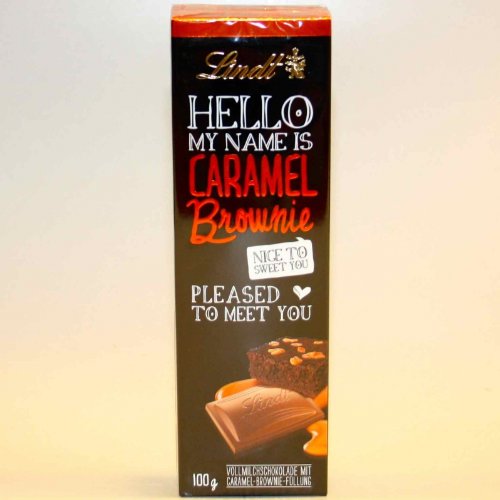 Lindt
HELLO
MY NAME IS
CARAMEL
Brownie
NICE TO
SWEET YOU
PLEASED
TO MEET YOU
Lindt
100g
VOLLMILCHSCHOKOLADE MIT
CARAMEL-BROWNIE-FÜLLUNG